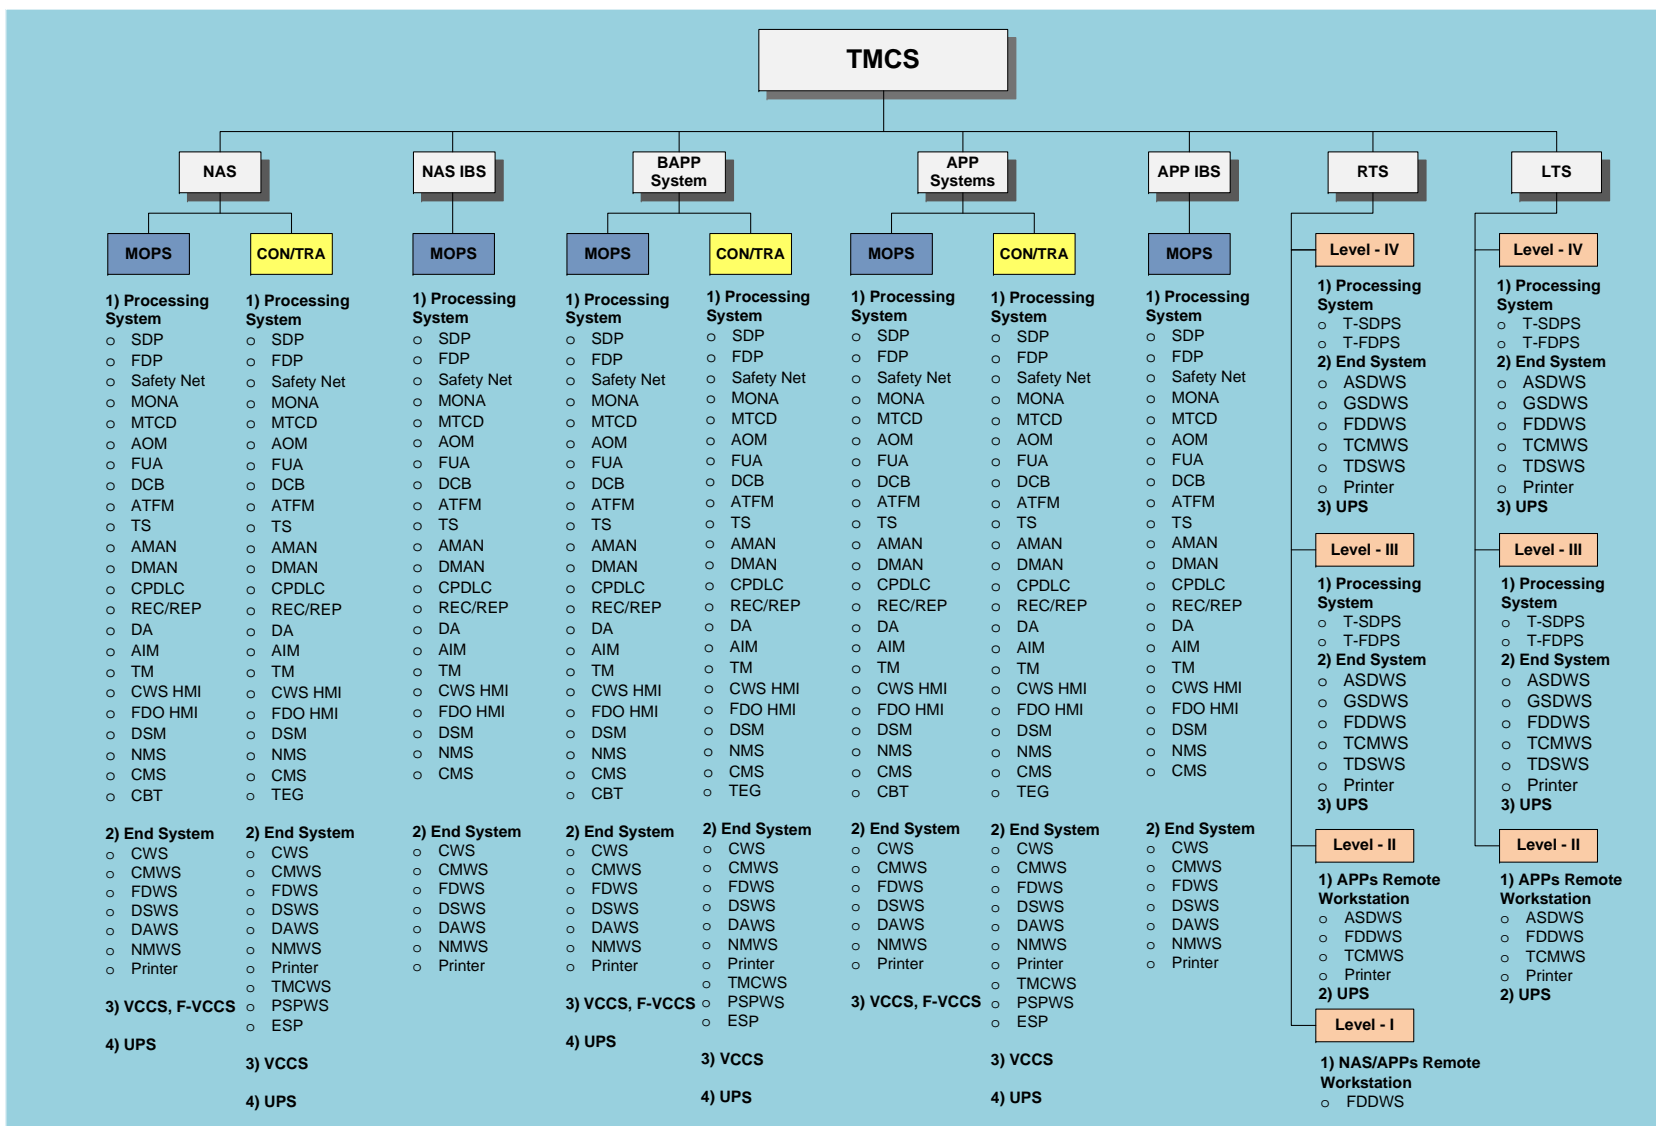 TMCS
NAS
NAS IBS
BAPP
System
APP
Systems
APP IBS
RTS
LTS
MOPS
1) Processing
System
o SDP
o FDP
o Safety Net
o MONA
o MTCD
o AOM
o FUA
o DCB
o ATFM
o TS
o AMAN
o DMAN
o CPDLC
o REC/REP
o DA
o AIM
o TM
o CWS HMI
o FDO HMI
o DSM
o NMS
o CMS
o CBT
2) End System
o CWS
o CMWS
o FDWS
o DSWS
o DAWS
o NMWS
o Printer
3) VCCS, F-VCCS
4) UPS
CON/TRA
1) Processing
System
o SDP
o FDP
o Safety Net
o MONA
o MTCD
o AOM
o FUA
o DCB
o ATFM
o TS
o AMAN
o DMAN
o CPDLC
o REC/REP
o DA
o AIM
o TM
o CWS HMI
o FDO HMI
o DSM
o NMS
o CMS
o TEG
2) End System
o CWS
o CMWS
o FDWS
o DSWS
o DAWS
o NMWS
o Printer
o TMCWS
o PSPWS
o ESP
3) VCCS
4) UPS
MOPS
1) Processing
System
o SDP
o FDP
o Safety Net
o MONA
o MTCD
o AOM
o FUA
o DCB
o ATFM
o TS
o AMAN
o DMAN
o CPDLC
o REC/REP
o DA
o AIM
o TM
o CWS HMI
o FDO HMI
o DSM
o NMS
o CMS
2) End System
o CWS
o CMWS
o FDWS
o DSWS
o DAWS
o NMWS
o Printer
MOPS
1) Processing
System
o SDP
o FDP
o Safety Net
o MONA
o MTCD
o AOM
o FUA
o DCB
o ATFM
o TS
o AMAN
o DMAN
o CPDLC
o REC/REP
o DA
o AIM
o TM
o CWS HMI
o FDO HMI
o DSM
o NMS
o CMS
o CBT
2) End System
o CWS
o CMWS
o FDWS
o DSWS
o DAWS
o NMWS
o Printer
3) VCCS, F-VCCS
4) UPS
CON/TRA
1) Processing
System
o SDP
o FDP
o Safety Net
o MONA
o MTCD
o AOM
o FUA
o DCB
o ATFM
o TS
o AMAN
o DMAN
o CPDLC
o REC/REP
o DA
o AIM
o TM
o CWS HMI
o FDO HMI
o DSM
o NMS
o CMS
o TEG
2) End System
o CWS
o CMWS
o FDWS
o DSWS
o DAWS
o NMWS
o Printer
o TMCWS
o PSPWS
o ESP
3) VCCS
4) UPS
MOPS
1) Processing
System
o SDP
o FDP
o Safety Net
o MONA
o MTCD
o AOM
o FUA
o DCB
o ATFM
o TS
o AMAN
o DMAN
o CPDLC
o REC/REP
o DA
o AIM
o TM
o CWS HMI
o FDO HMI
o DSM
o NMS
o CMS
o CBT
2) End System
o CWS
o CMWS
o FDWS
o DSWS
o DAWS
o NMWS
o Printer
3) VCCS, F-VCCS
CON/TRA
1) Processing
System
o SDP
o FDP
o Safety Net
o MONA
o MTCD
o AOM
o FUA
o DCB
o ATFM
o TS
o AMAN
o DMAN
o CPDLC
o REC/REP
o DA
o AIM
o TM
o CWS HMI
o FDO HMI
o DSM
o NMS
o CMS
o TEG
2) End System
o CWS
o CMWS
o FDWS
o DSWS
o DAWS
o NMWS
o Printer
o TMCWS
o PSPWS
o ESP
3) VCCS
4) UPS
MOPS
1) Processing
System
o SDP
o FDP
o Safety Net
o MONA
o MTCD
o AOM
o FUA
o DCB
o ATFM
o TS
o AMAN
o DMAN
o CPDLC
o REC/REP
o DA
o AIM
o TM
o CWS HMI
o FDO HMI
o DSM
o NMS
o CMS
2) End System
o CWS
o CMWS
o FDWS
o DSWS
o DAWS
o NMWS
o Printer
Level - IV
1) Processing
System
o T-SDPS
o T-FDPS
2) End System
o ASDWS
o GSDWS
o FDDWS
o TCMWS
o TDSWS
o Printer
3) UPS
Level - III
1) Processing
System
o T-SDPS
o T-FDPS
2) End System
o ASDWS
o GSDWS
o FDDWS
o TCMWS
o TDSWS
o Printer
3) UPS
Level - II
1) APPs Remote
Workstation
o ASDWS
o FDDWS
o TCMWS
o Printer
2) UPS
Level - I
1) NAS/APPs Remote
Workstation
o FDDWS
Level - IV
1) Processing
System
o T-SDPS
o T-FDPS
2) End System
o ASDWS
o GSDWS
o FDDWS
o TCMWS
o TDSWS
o Printer
3) UPS
Level - III
1) Processing
System
o T-SDPS
o T-FDPS
2) End System
o ASDWS
o GSDWS
o FDDWS
o TCMWS
o TDSWS
o Printer
3) UPS
Level - II
1) APPs Remote
Workstation
o ASDWS
o FDDWS
o TCMWS
o Printer
2) UPS